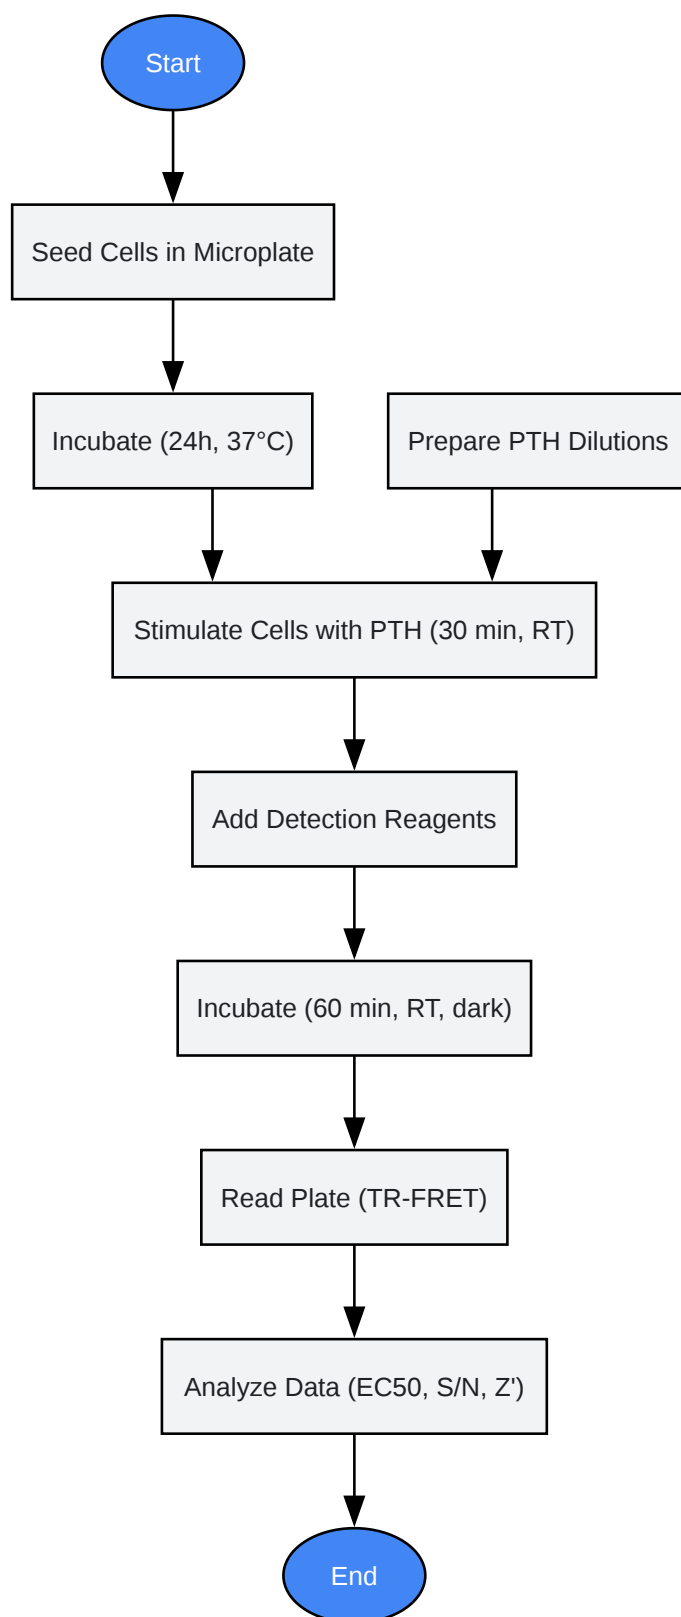 Start
Seed Cells in Microplate
Incubate (24h, 37°C)
Prepare PTH Dilutions
Stimulate Cells with PTH (30 min, RT)
Add Detection Reagents
Incubate (60 min, RT, dark)
Read Plate (TR-FRET)
Analyze Data (EC50, S/N, Z')
End